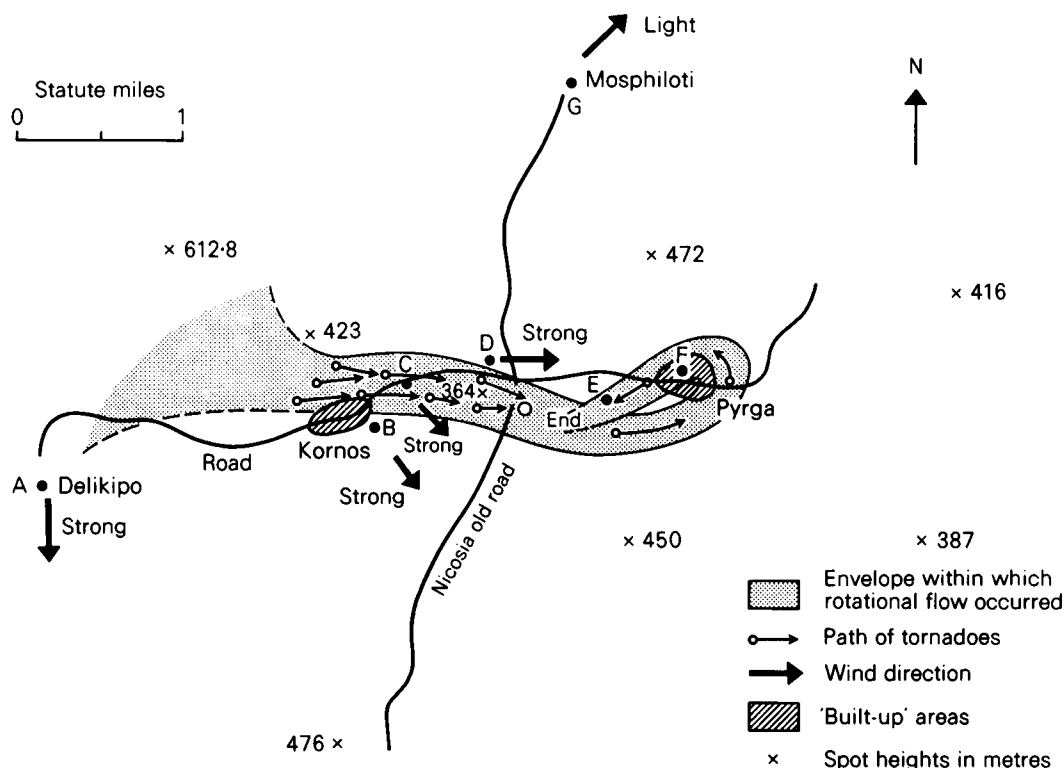 Light
Mosphiloti
G
N
Statute miles
0 1
× 612·8
× 472
× 416
× 423
D
Strong
C
364×
F
E
O
End
Pyrga
B
Kornos
Strong
Road
A
Delikipo
Strong
Strong
Nicosia old road
× 450
× 387
476 ×
Envelope within which
rotational flow occurred
Path of tornadoes
Wind direction
'Built-up' areas
× Spot heights in metres